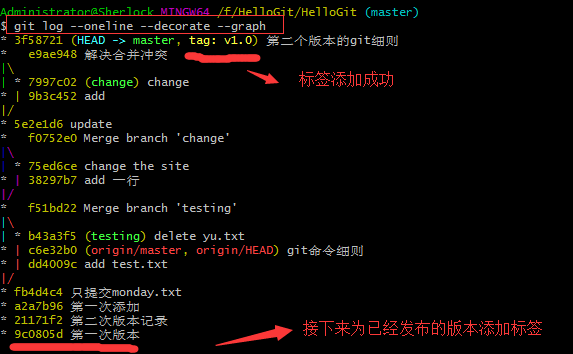 Administrator@Sherlock MINGW64 /f/HelloGit/HelloGit (master)
$ git log --oneline --decorate --graph
* 3f58721 (HEAD -> master, tag: v1.0) 第二个版本的git细则
*   e9ae948 解决合并冲突
|\
| * 7997c02 (change) change
* | 9b3c452 add
|/
* 5e2e1d6 update
*   f0752e0 Merge branch 'change'
|\
| * 75ed6ce change the site
* | 38297b7 add 一行
|/
*   f51bd22 Merge branch 'testing'
|\
| * b43a3f5 (testing) delete yu.txt
* | c6e32b0 (origin/master, origin/HEAD) git命令细则
* | dd4009c add test.txt
|/
* fb4d4c4 只提交monday.txt
* a2a7b96 第一次添加
* 21171f2 第二次版本记录
* 9c0805d 第一次版本
标签添加成功
接下来为已经发布的版本添加标签